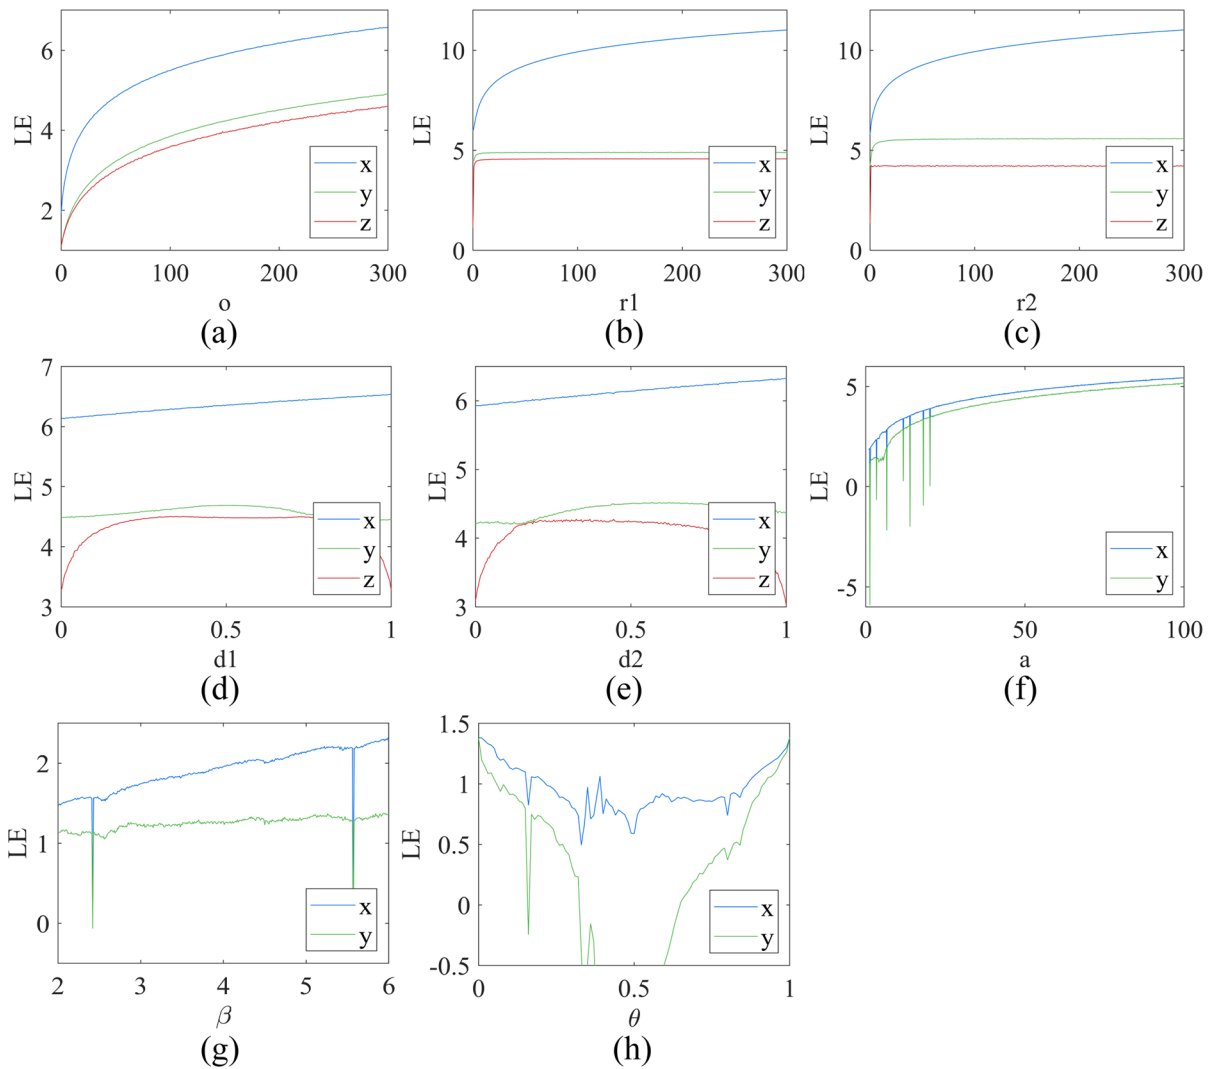 6
4
2
LE
x
y
z
0 100 200 300
o
(a)
10
5
0
LE
x
y
z
0 100 200 300
r1
(b)
10
5
0
LE
x
y
z
0 100 200 300
r2
(c)
7
6
5
4
3
LE
x
y
z
0 0.5 1
d1
(d)
6
5
4
3
LE
x
y
z
0 0.5 1
d2
(e)
5
0
-5
LE
x
y
0 50 100
a
(f)
2
1
0
LE
x
y
2 3 4 5 6
β
(g)
1.5
1
0.5
0
-0.5
LE
x
y
0 0.5 1
θ
(h)